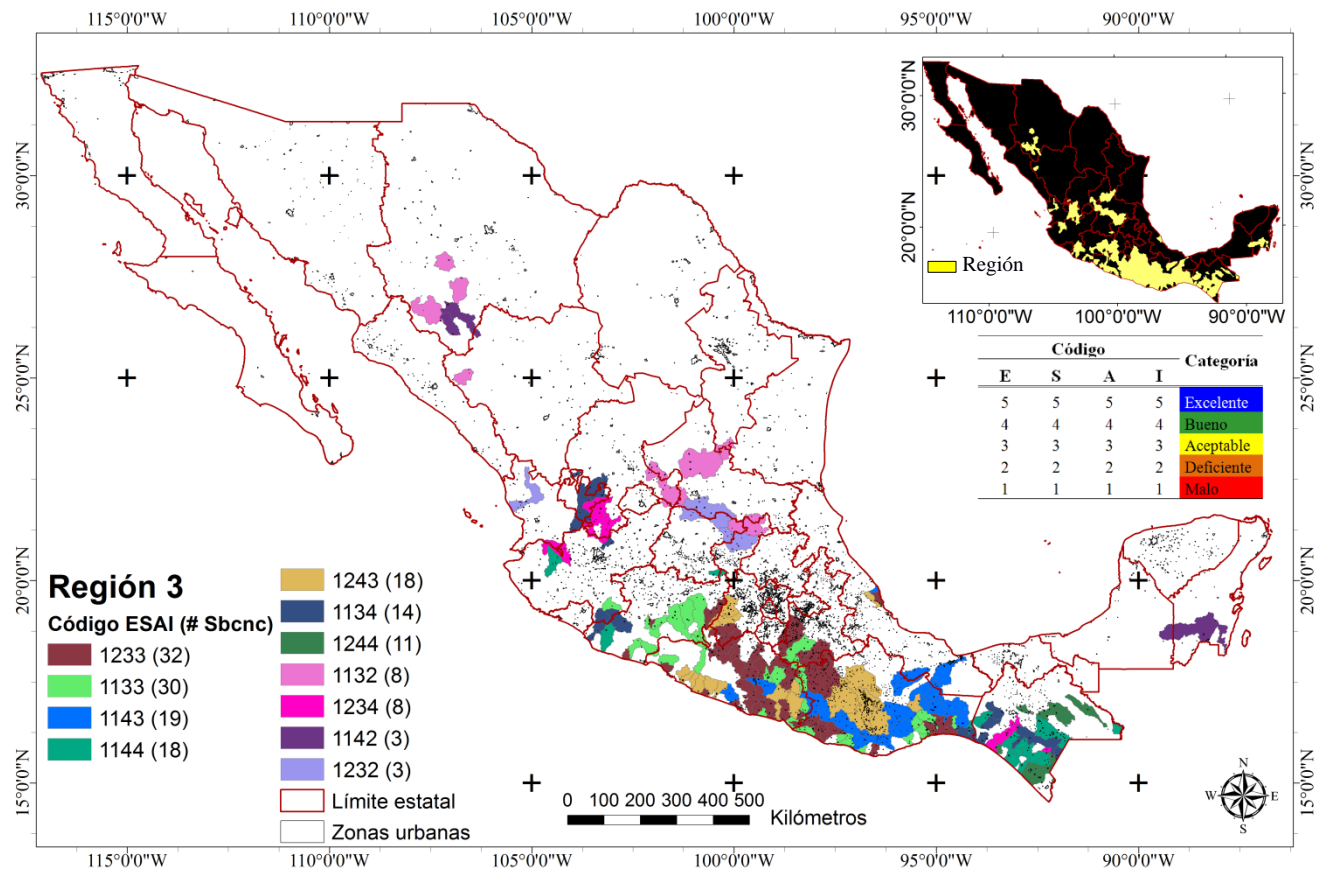 115°0'0"W 110°0'0"W 105°0'0"W 100°0'0"W 95°0'0"W 90°0'0"W
30°0'0"N
25°0'0"N
20°0'0"N
15°0'0"N
30°0'0"N
20°0'0"N
Región
110°0'0"W 100°0'0"W 90°0'0"W
30°0'0"N
25°0'0"N
20°0'0"N
15°0'0"N
Código Categoría
E S A I
5 5 5 5 Excelente
4 4 4 4 Bueno
3 3 3 3 Aceptable
2 2 2 2 Deficiente
1 1 1 1 Malo
Región 3
Código ESAI (# Sbcnc)
1233 (32)
1133 (30)
1143 (19)
1144 (18)
1243 (18)
1134 (14)
1244 (11)
1132 (8)
1234 (8)
1142 (3)
1232 (3)
Límite estatal
Zonas urbanas
0 100 200 300 400 500
Kilómetros
N
W E
S
115°0'0"W 110°0'0"W 105°0'0"W 100°0'0"W 95°0'0"W 90°0'0"W